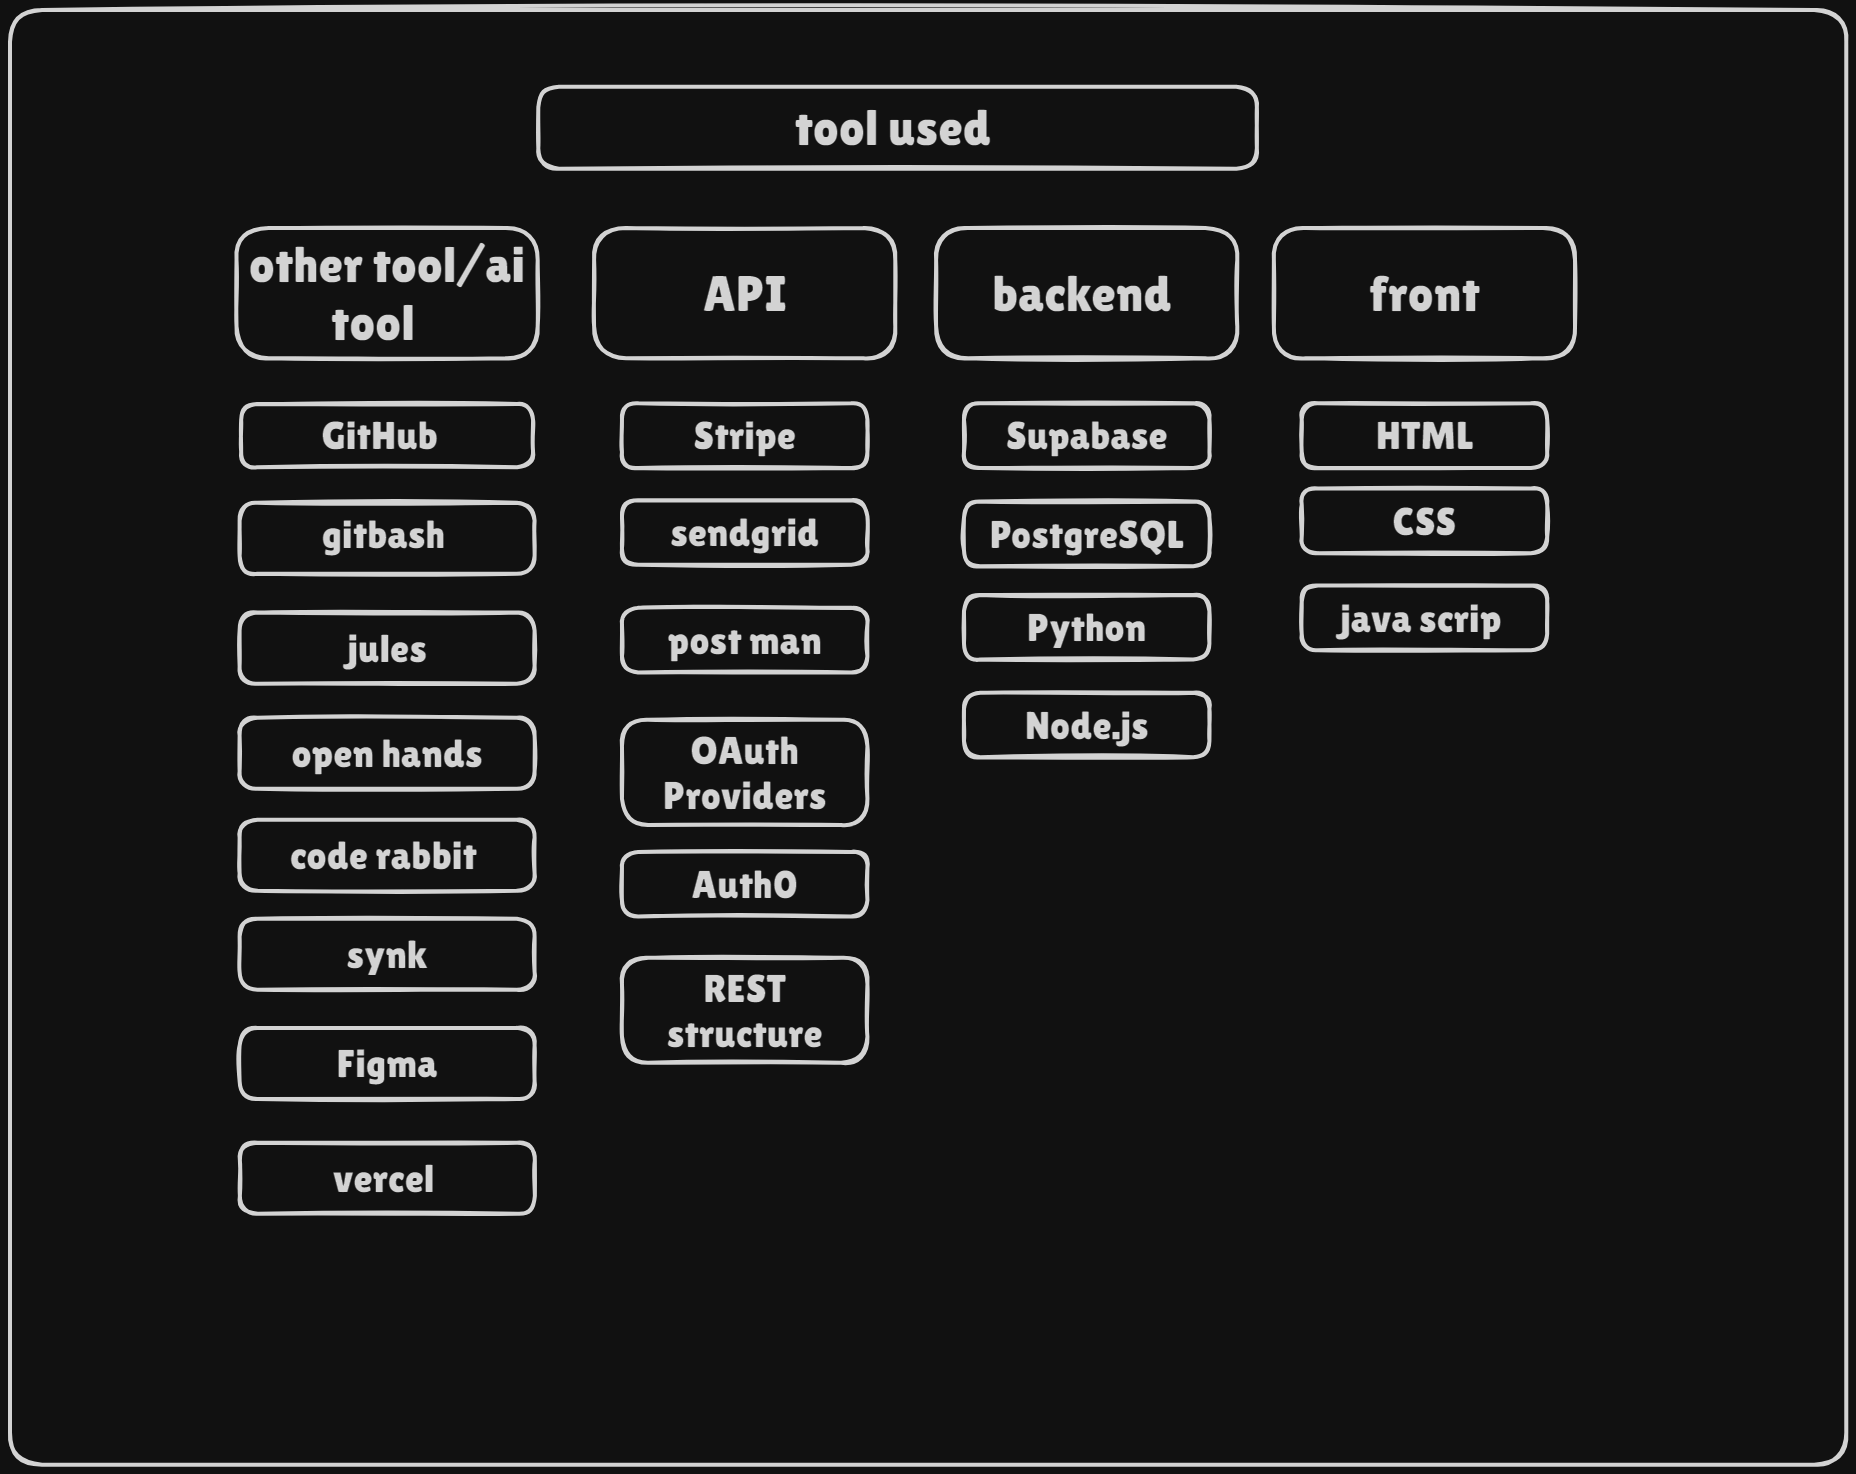 tool used
other tool/ai
tool
GitHub
gitbash
jules
open hands
code rabbit
synk
Figma
vercel
API
Stripe
sendgrid
post man
OAuth
Providers
Auth0
REST
structure
backend
Supabase
PostgreSQL
Python
Node.js
front
HTML
CSS
java scrip